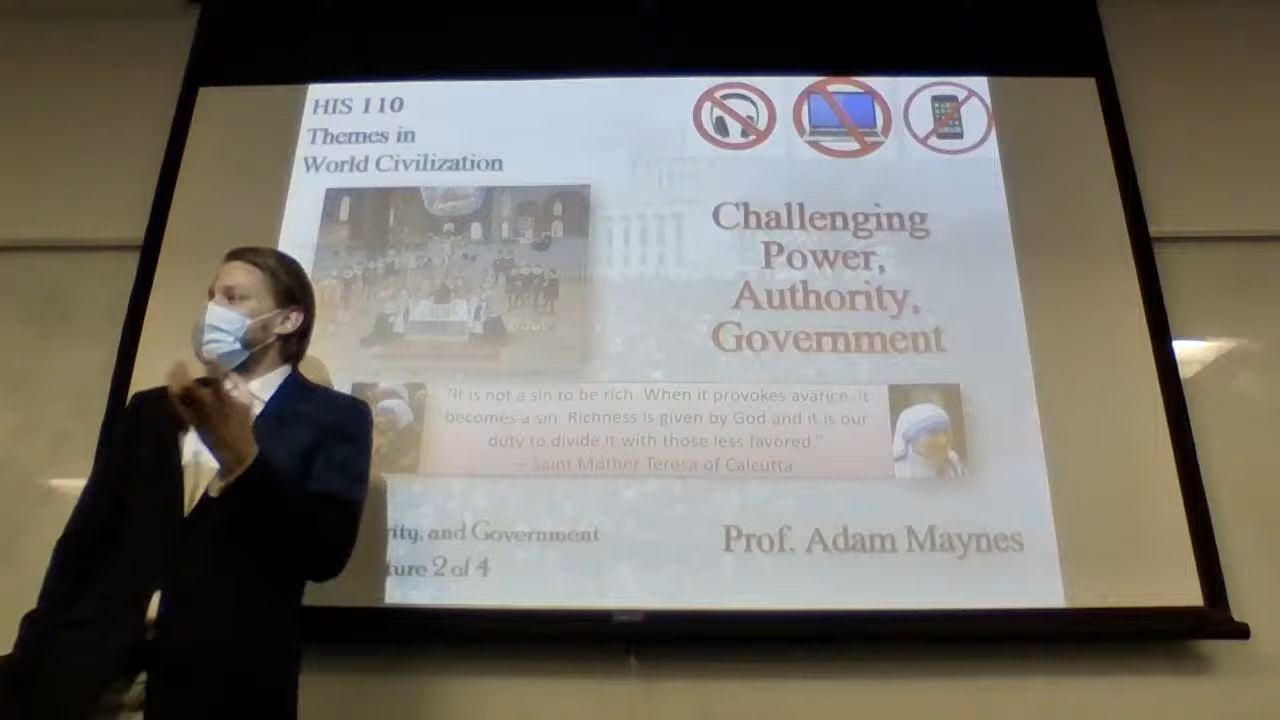 HIS 110
Themes in
World Civilization
Challenging
Power,
Authority,
Government
"It is not a sin to be rich. When it provokes avarice, it
becomes a sin. Richness is given by God and it is our
duty to divide it with those less favored."
– Saint Mother Teresa of Calcutta
rity, and Government
ture 2 of 4
Prof. Adam Maynes